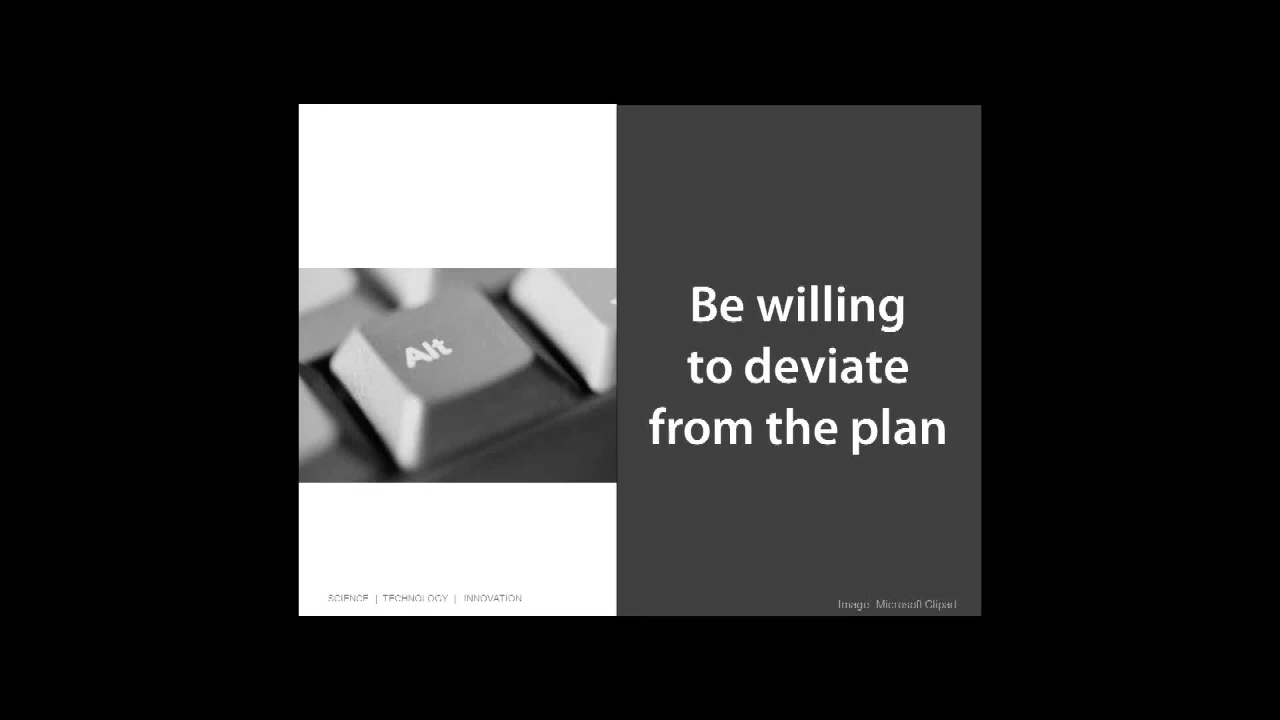 Alt
Be willing
to deviate
from the plan
SCIENCE | TECHNOLOGY | INNOVATION
Image: Microsoft Clipart